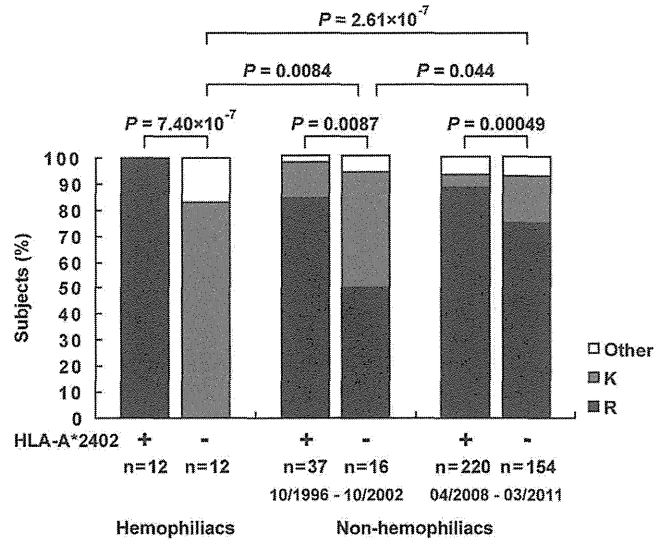 P = 2.61×10-7
P = 0.0084
P = 0.044
P = 7.40×10-7
P = 0.0087
P = 0.00049
Subjects (%)
100
90
80
70
60
50
40
30
20
10
0
Other
K
R
HLA-A*2402 + - + - + -
n=12 n=12 n=37 n=16 n=220 n=154
10/1996 - 10/2002 04/2008 - 03/2011
Hemophiliacs Non-hemophiliacs